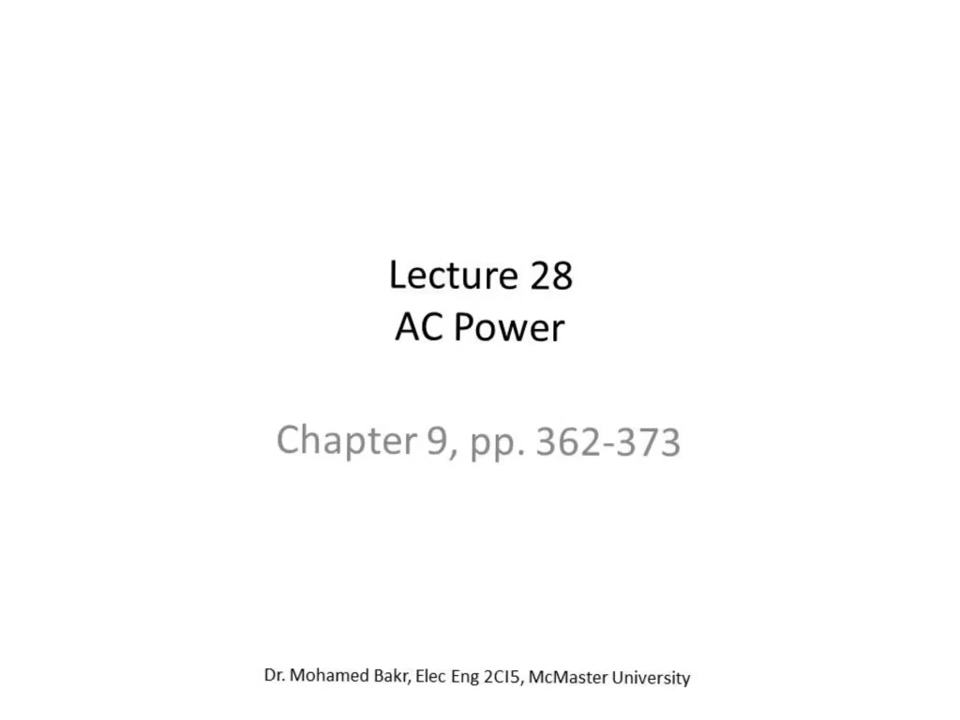 Lecture 28
AC Power
Chapter 9, pp. 362-373
Dr. Mohamed Bakr, Elec Eng 2CI5, McMaster University